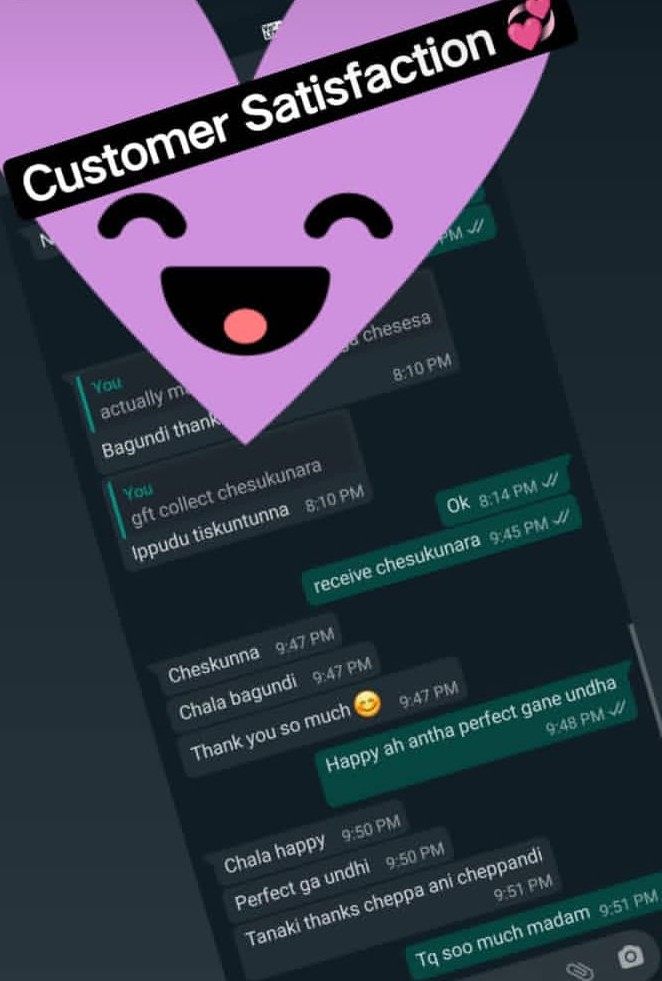 Customer Satisfaction 💞
PM
You
actually
chesesa
Bagundi
8:10 PM
You
gft collect chesukunara
Ippudu tiskuntunna 8:10 PM
Ok 8:14 PM
receive chesukunara 9:45 PM
Cheskunna 9:47 PM
Chala bagundi 9:47 PM
Thank you so much😊 9:47 PM
Happy ah antha perfect gane undha
9:48 PM
Chala happy 9:50 PM
Perfect ga undhi 9:50 PM
Tanaki thanks cheppa ani cheppandi
9:51 PM
Tq soo much madam 9:51 PM